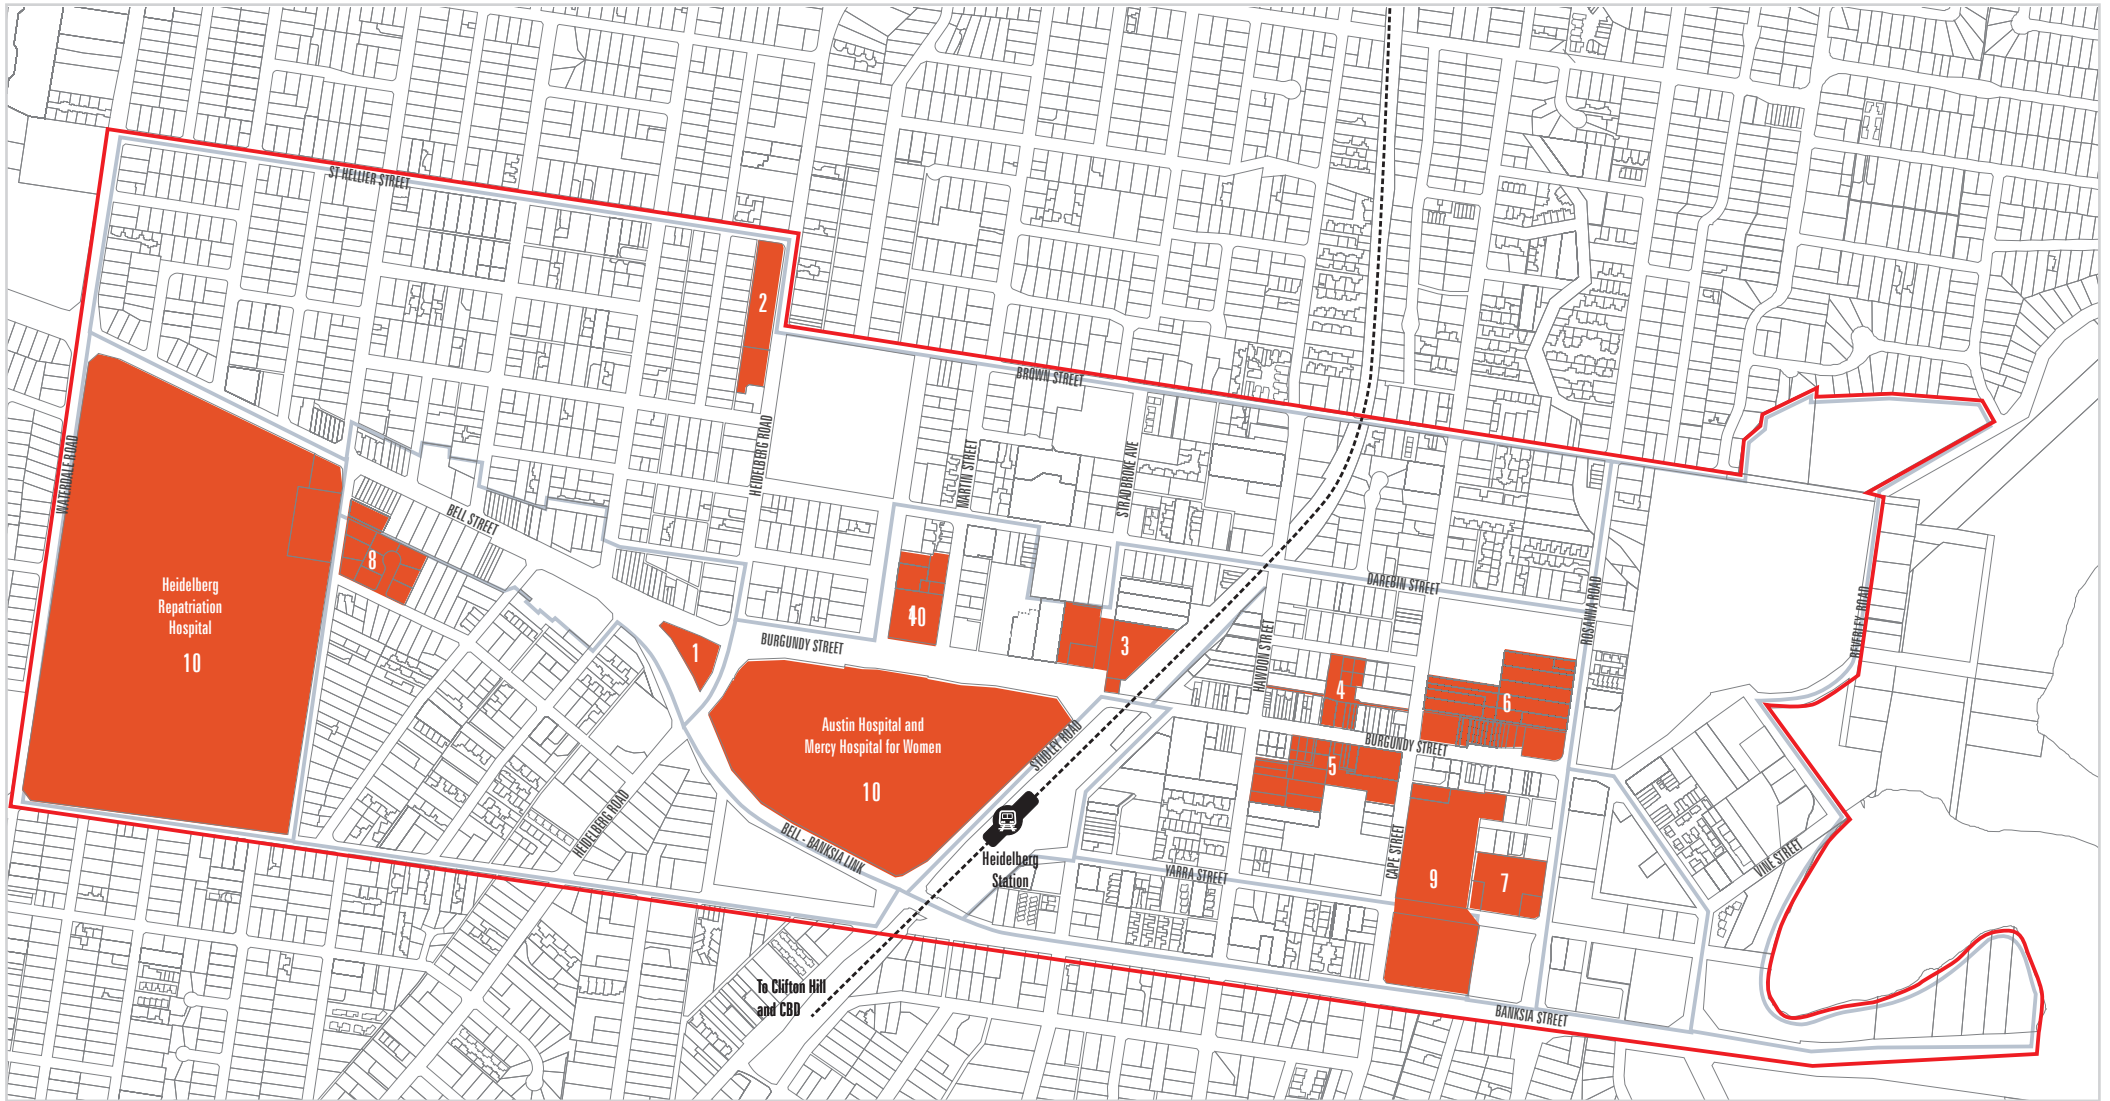 ST HELLIER STREET
2
BROWN STREET
WATERDALE ROAD
HEIDELBERG ROAD
MARTIN STREET
STRADBROKE AVE
BELL STREET
8
Heidelberg
Repatriation
Hospital
10
DAREBIN STREET
ROSANNA ROAD
REVERLEY ROAD
10
1
BURGUNDY STREET
3
HAWDON STREET
4
6
Austin Hospital and
Mercy Hospital for Women
10
STUDLEY ROAD
BURGUNDY STREET
5
HEIDELBERG ROAD
BELL - BANKSIA LINK
Heidelberg
Station
YARRA STREET
CAPE STREET
9
7
VINE STREET
To Clifton Hill
and CBD
BANKSIA STREET